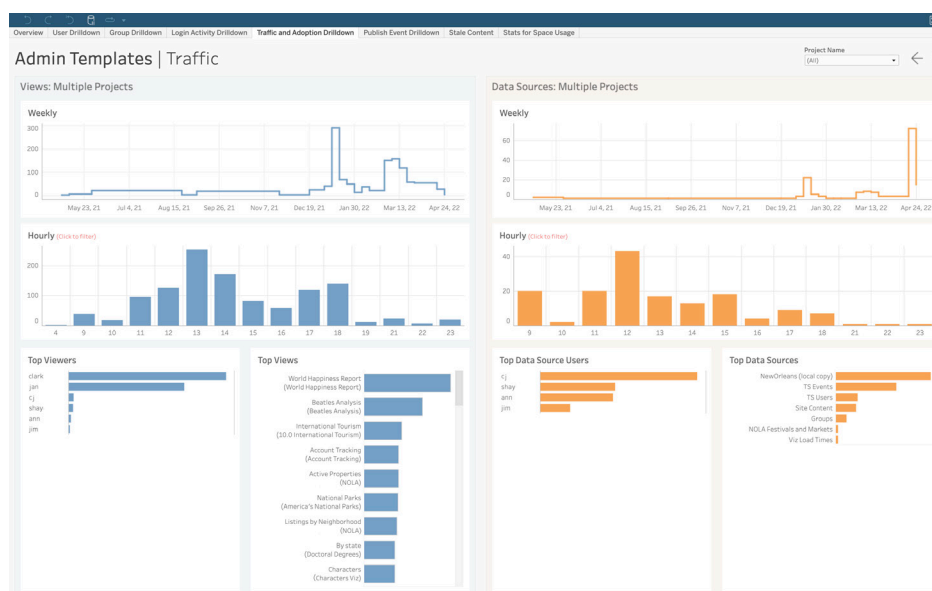 Overview User Drilldown Group Drilldown Login Activity Drilldown Traffic and Adoption Drilldown Publish Event Drilldown Stale Content Stats for Space Usage
Admin Templates | Traffic
Project Name
(All)
Views: Multiple Projects
Weekly
300
200
100
0
May 23, 21 Jul 4, 21 Aug 15, 21 Sep 26, 21 Nov 7, 21 Dec 19, 21 Jan 30, 22 Mar 13, 22 Apr 24, 22
Hourly (Click to filter)
200
100
0
4 9 10 11 12 13 14 15 16 17 18 19 21 22 23
Top Viewers
clark
jan
cj
shay
ann
jim
Top Views
World Happiness Report
(World Happiness Report)
Beatles Analysis
(Beatles Analysis)
International Tourism
(10.0 International Tourism)
Account Tracking
(Account Tracking)
Active Properties
(NOLA)
National Parks
(America's National Parks)
Listings by Neighborhood
(NOLA)
By state
(Doctoral Degrees)
Characters
(Characters Viz)
Data Sources: Multiple Projects
Weekly
60
40
20
0
May 23, 21 Jul 4, 21 Aug 15, 21 Sep 26, 21 Nov 7, 21 Dec 19, 21 Jan 30, 22 Mar 13, 22 Apr 24, 22
Hourly (Click to filter)
40
20
0
9 10 11 12 13 14 15 16 17 18 21 22 23
Top Data Source Users
cj
shay
ann
jim
Top Data Sources
NewOrleans (local copy)
TS Events
TS Users
Site Content
Groups
NOLA Festivals and Markets
Viz Load Times